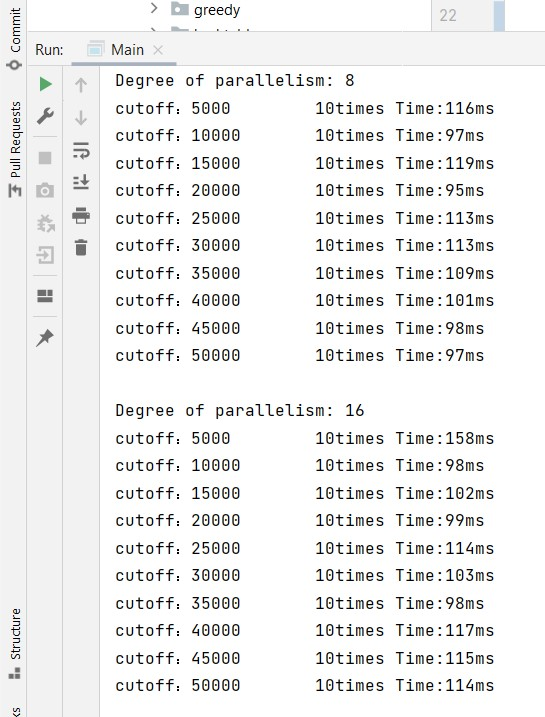 greedy
22
Commit
Pull Requests
Structure
Run: Main
Degree of parallelism: 8
cutoff：5000 10times Time:116ms
cutoff：10000 10times Time:97ms
cutoff：15000 10times Time:119ms
cutoff：20000 10times Time:95ms
cutoff：25000 10times Time:113ms
cutoff：30000 10times Time:113ms
cutoff：35000 10times Time:109ms
cutoff：40000 10times Time:101ms
cutoff：45000 10times Time:98ms
cutoff：50000 10times Time:97ms
Degree of parallelism: 16
cutoff：5000 10times Time:158ms
cutoff：10000 10times Time:98ms
cutoff：15000 10times Time:102ms
cutoff：20000 10times Time:99ms
cutoff：25000 10times Time:114ms
cutoff：30000 10times Time:103ms
cutoff：35000 10times Time:98ms
cutoff：40000 10times Time:117ms
cutoff：45000 10times Time:115ms
cutoff：50000 10times Time:114ms